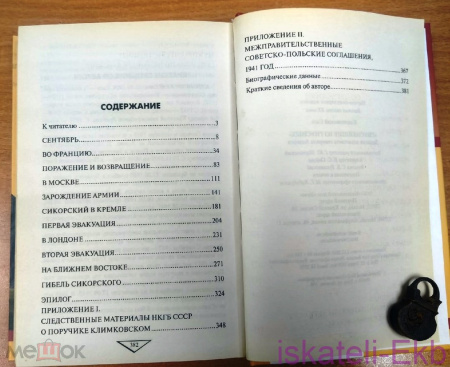 СОДЕРЖАНИЕ
К читателю 3
СЕНТЯБРЬ 8
ВО ФРАНЦИЮ 34
ПОРАЖЕНИЕ И ВОЗВРАЩЕНИЕ 83
В МОСКВЕ 111
ЗАРОЖДЕНИЕ АРМИИ 141
СИКОРСКИЙ В КРЕМЛЕ 181
ПЕРВАЯ ЭВАКУАЦИЯ 204
В ЛОНДОНЕ 231
ВТОРАЯ ЭВАКУАЦИЯ 250
НА БЛИЖНЕМ ВОСТОКЕ 271
ГИБЕЛЬ СИКОРСКОГО 310
ЭПИЛОГ 324
ПРИЛОЖЕНИЕ I.
СЛЕДСТВЕННЫЕ МАТЕРИАЛЫ НКГБ СССР
О ПОРУЧИКЕ КЛИМКОВСКОМ 348
382
ПРИЛОЖЕНИЕ II.
МЕЖПРАВИТЕЛЬСТВЕННЫЕ
СОВЕТСКО-ПОЛЬСКИЕ СОГЛАШЕНИЯ.
1941 ГОД 367
Биографические данные 372
Краткие сведения об авторе 381
мешок
iskateli-Ekb